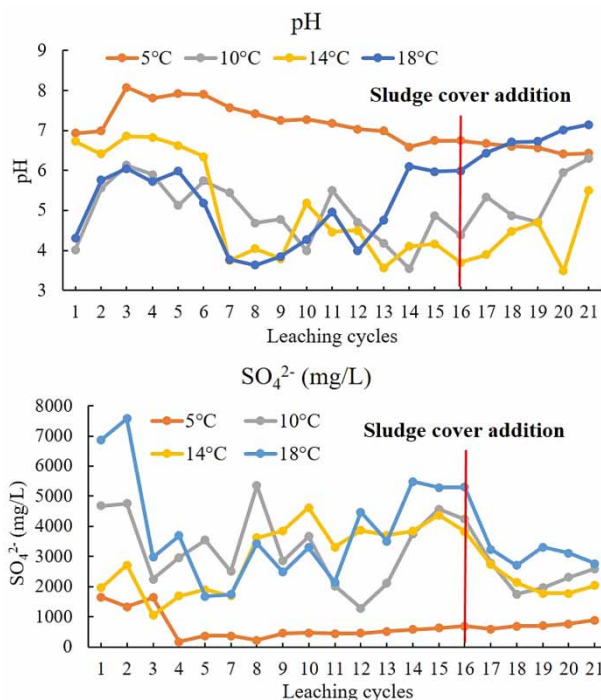 pH
5°C 10°C 14°C 18°C
Sludge cover addition
9
8
7
6
5
4
3
pH
1 2 3 4 5 6 7 8 9 10 11 12 13 14 15 16 17 18 19 20 21
Leaching cycles
SO₄²⁻ (mg/L)
5°C 10°C
14°C 18°C
Sludge cover addition
8000
7000
6000
5000
4000
3000
2000
1000
0
SO₄²⁻ (mg/L)
1 2 3 4 5 6 7 8 9 10 11 12 13 14 15 16 17 18 19 20 21
Leaching cycles